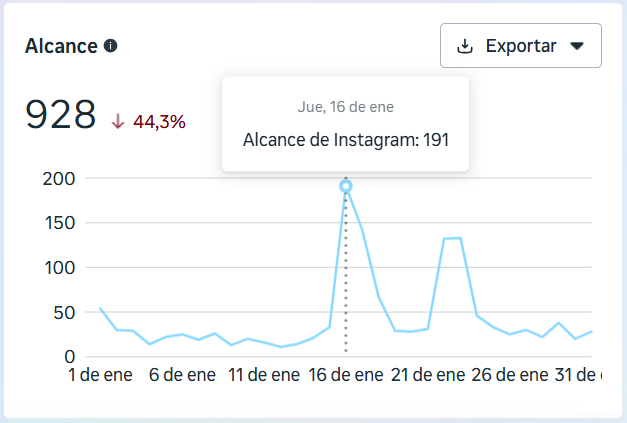 Alcance
Exportar
928 ↓ 44,3%
Jue, 16 de ene
Alcance de Instagram: 191
200
150
100
50
0
1 de ene 6 de ene 11 de ene 16 de ene 21 de ene 26 de ene 31 de